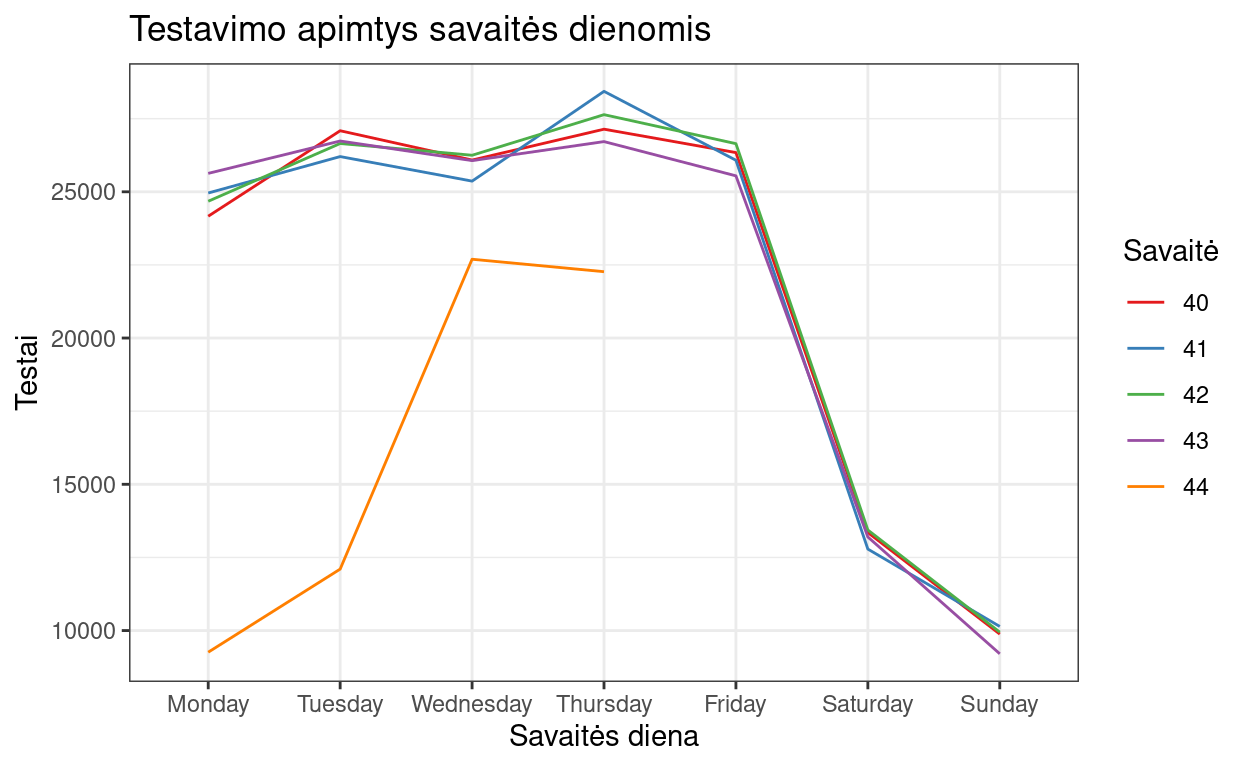 Testavimo apimtys savaitės dienomis
Testai
25000
20000
15000
10000
Monday Tuesday Wednesday Thursday Friday Saturday Sunday
Savaitės diena
Savaitė
40
41
42
43
44